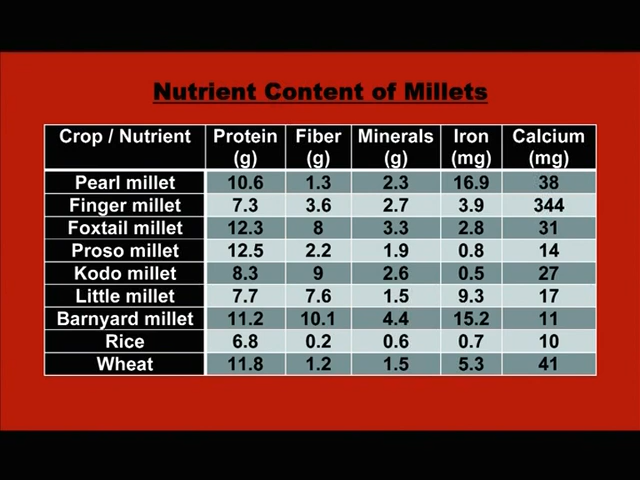 Nutrient Content of Millets
Crop / Nutrient Protein (g) Fiber (g) Minerals (g) Iron (mg) Calcium (mg)
Pearl millet 10.6 1.3 2.3 16.9 38
Finger millet 7.3 3.6 2.7 3.9 344
Foxtail millet 12.3 8 3.3 2.8 31
Proso millet 12.5 2.2 1.9 0.8 14
Kodo millet 8.3 9 2.6 0.5 27
Little millet 7.7 7.6 1.5 9.3 17
Barnyard millet 11.2 10.1 4.4 15.2 11
Rice 6.8 0.2 0.6 0.7 10
Wheat 11.8 1.2 1.5 5.3 41